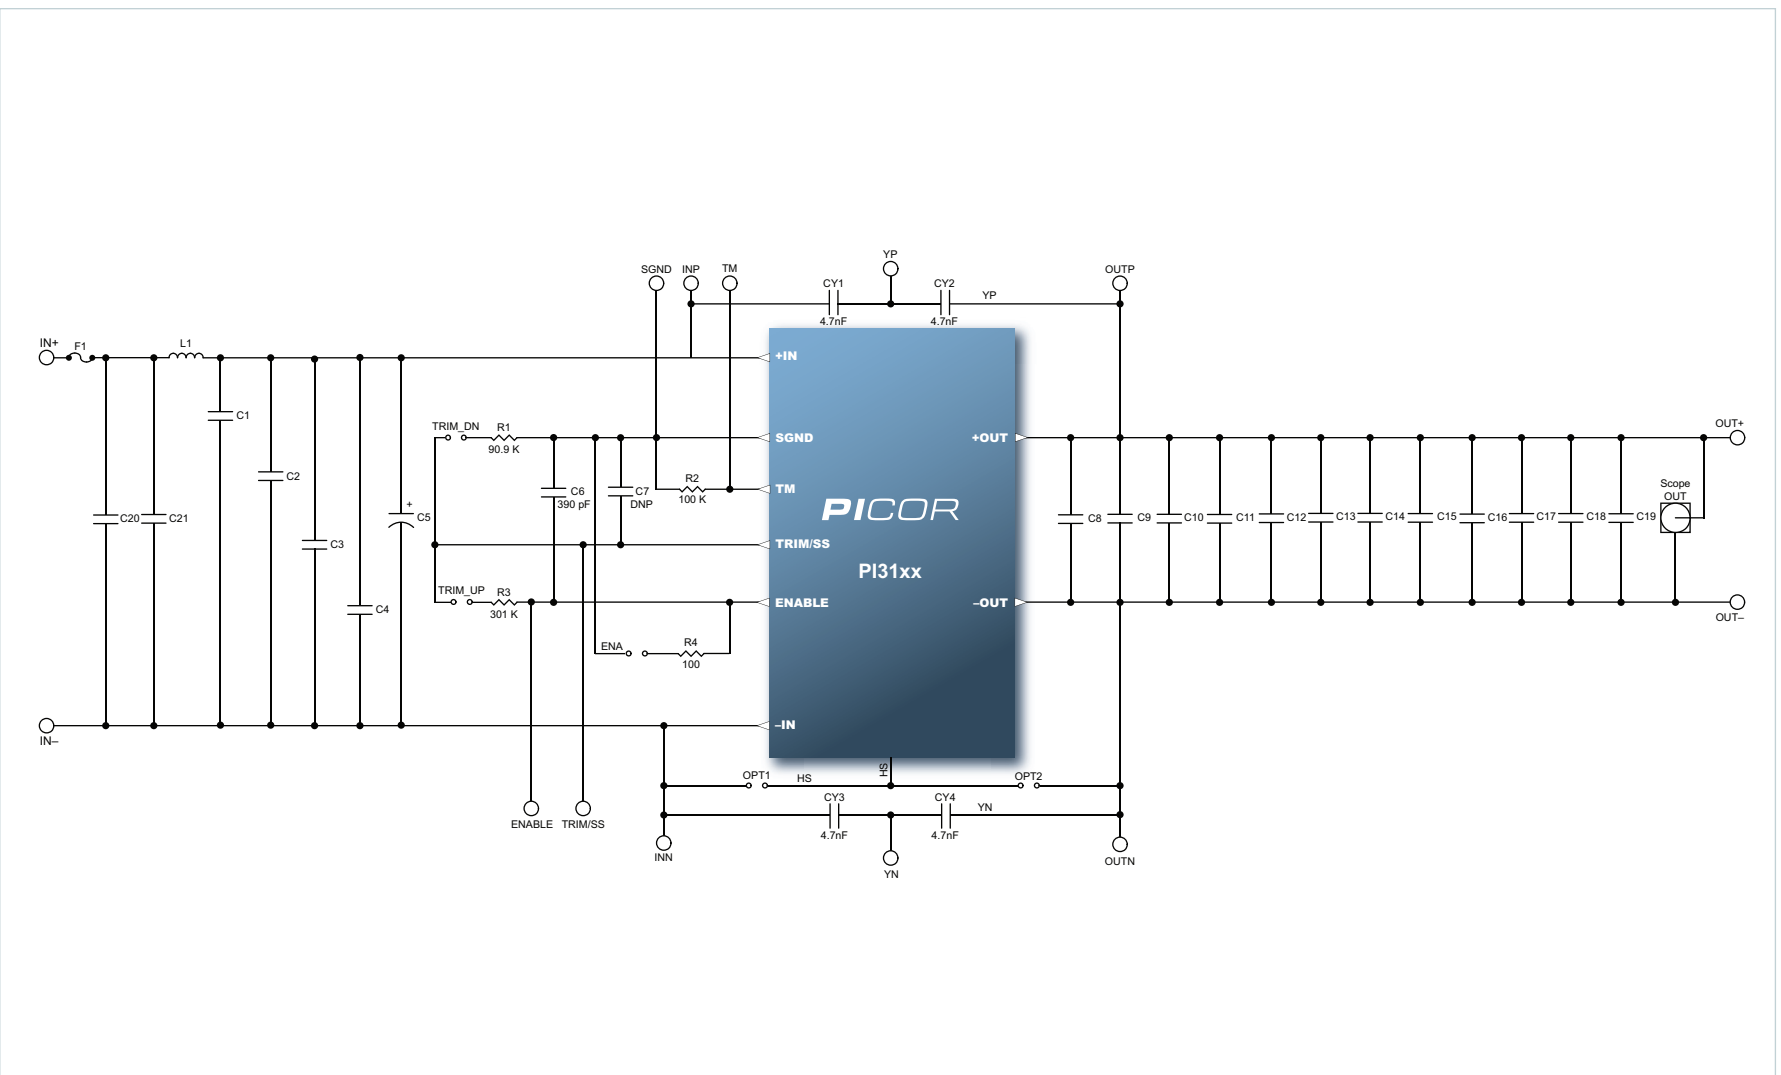 YP
SGND INP TM
OUTP
CY1
CY2
YP
4.7nF
4.7nF
IN+
F1
L1
+IN
C1
TRIM_DN
R1
90.9 K
SGND
+OUT
OUT+
C2
R2
100 K
TM
C6
390 pF
C7
DNP
Scope
OUT
PICOR
+
C20
C21
C5
C8
C9
C10
C11
C12
C13
C14
C15
C16
C17
C18
C19
C3
TRIM/SS
PI31xx
TRIM_UP
R3
301 K
ENABLE
–OUT
C4
OUT–
ENA
R4
100
–IN
IN–
OPT1
HS
HS
OPT2
CY3
CY4
YN
4.7nF
4.7nF
ENABLE TRIM/SS
INN
YN
OUTN